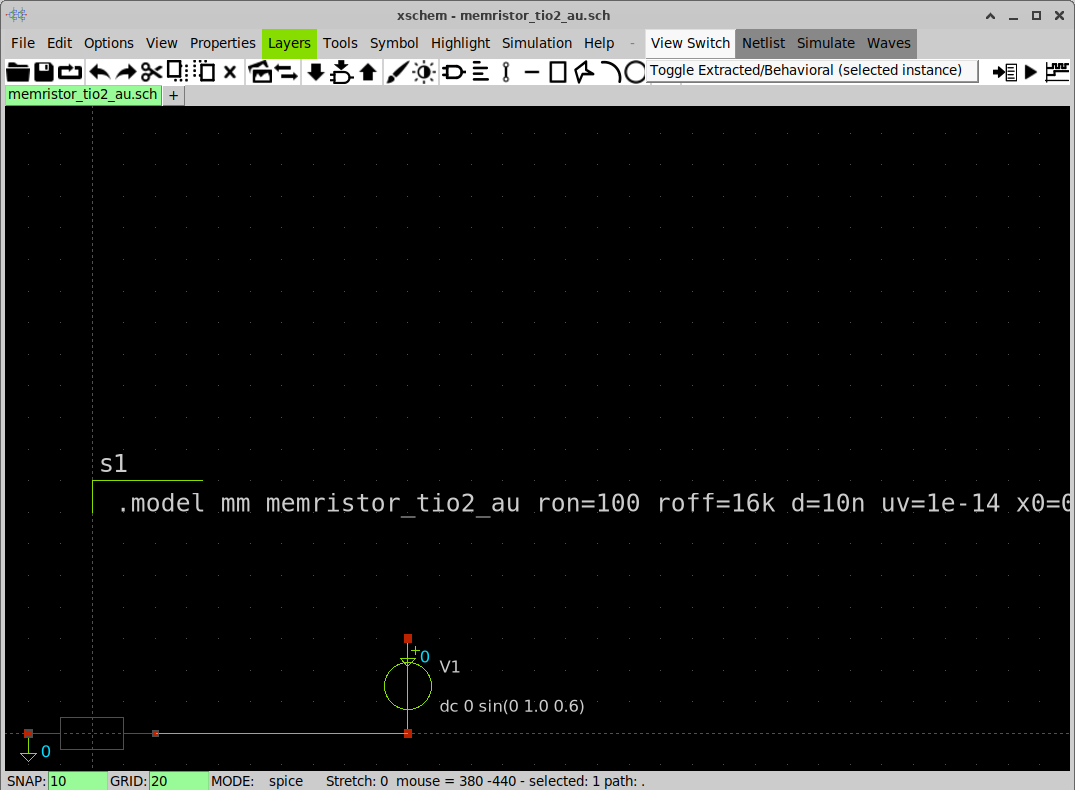 xschem - memristor_tio2_au.sch
File Edit Options View Properties Layers Tools Symbol Highlight Simulation Help - View Switch Netlist Simulate Waves
Toggle Extracted/Behavioral (selected instance)
memristor_tio2_au.sch +
s1
.model mm memristor_tio2_au ron=100 roff=16k d=10n uv=1e-14 x0=0
0
V1
dc 0 sin(0 1.0 0.6)
0
SNAP: 10 GRID: 20 MODE: spice Stretch: 0 mouse = 380 -440 - selected: 1 path: .